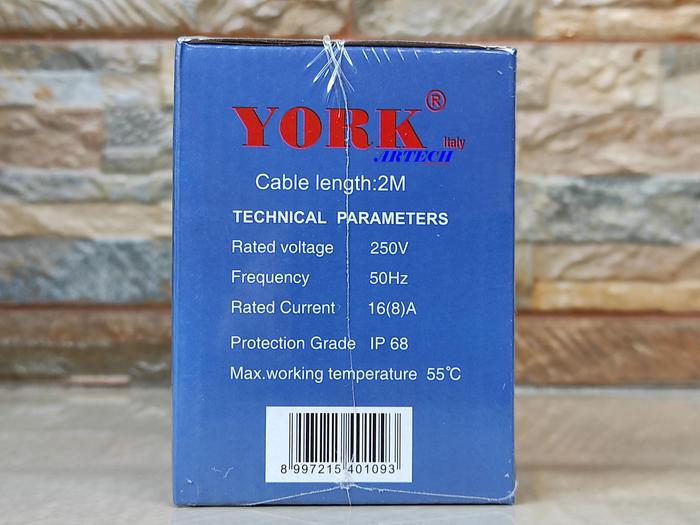 YORK®
Italy
ARTECH
Cable length:2M
TECHNICAL PARAMETERS
Rated voltage 250V
Frequency 50Hz
Rated Current 16(8)A
Protection Grade IP 68
Max.working temperature 55℃
8 997215 401093